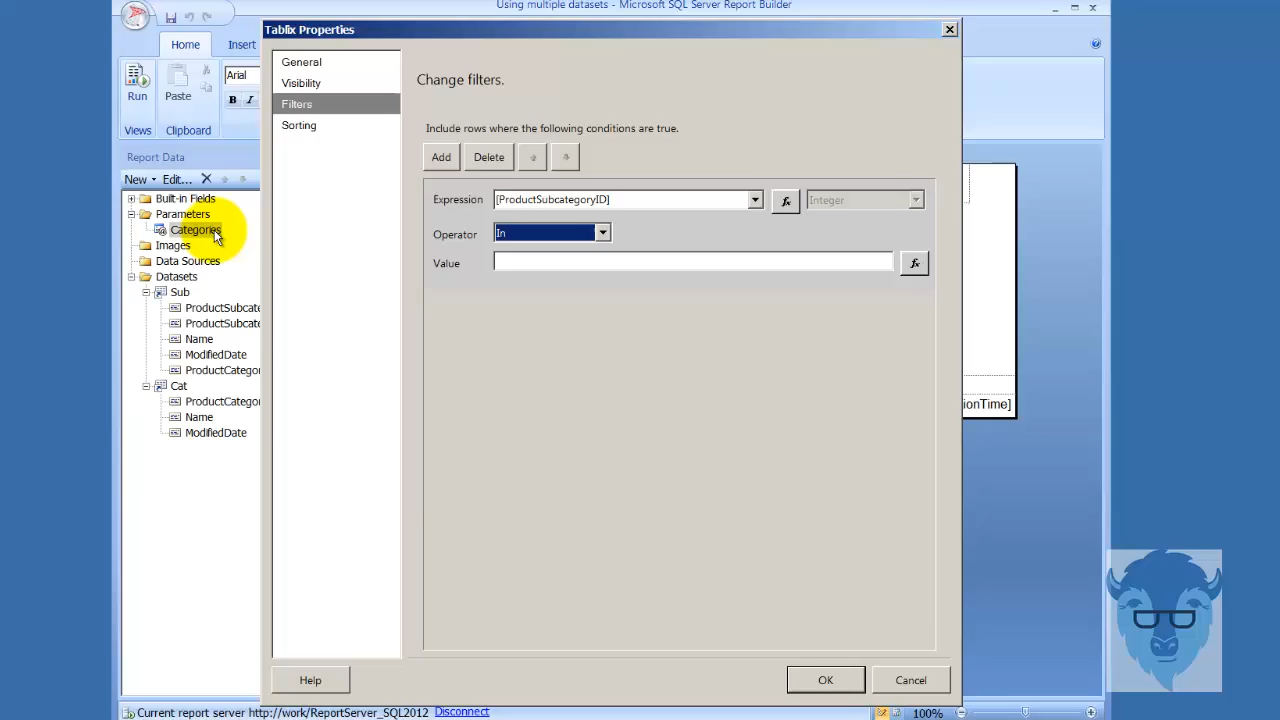 Using multiple datasets - Microsoft SQL Server Report Builder
Tablix Properties
Home
Insert
Run
Paste
Arial
B I
Views
Clipboard
Report Data
New
Edit...
Built-in Fields
Parameters
Categories
Images
Data Sources
Datasets
Sub
ProductSubcate
ProductSubcate
Name
ModifiedDate
ProductCatego
Cat
ProductCategor
Name
ModifiedDate
General
Visibility
Filters
Sorting
Change filters.
Include rows where the following conditions are true.
Add
Delete
Expression
[ProductSubcategoryID]
fx
Integer
Operator
In
Value
fx
ionTime]
Help
OK
Cancel
Current report server http://work/ReportServer_SQL2012
Disconnect
100%